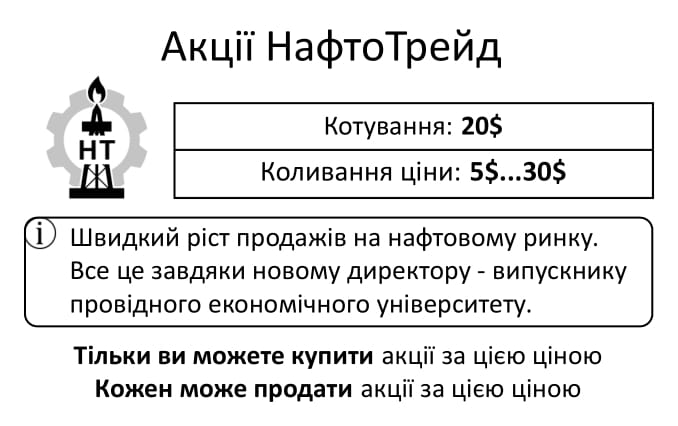 Акції НафтоТрейд
НТ
Котування: 20$
Коливання ціни: 5$...30$
i
Швидкий ріст продажів на нафтовому ринку.
Все це завдяки новому директору - випускнику
провідного економічного університету.
Тільки ви можете купити акції за цією ціною
Кожен може продати акції за цією ціною